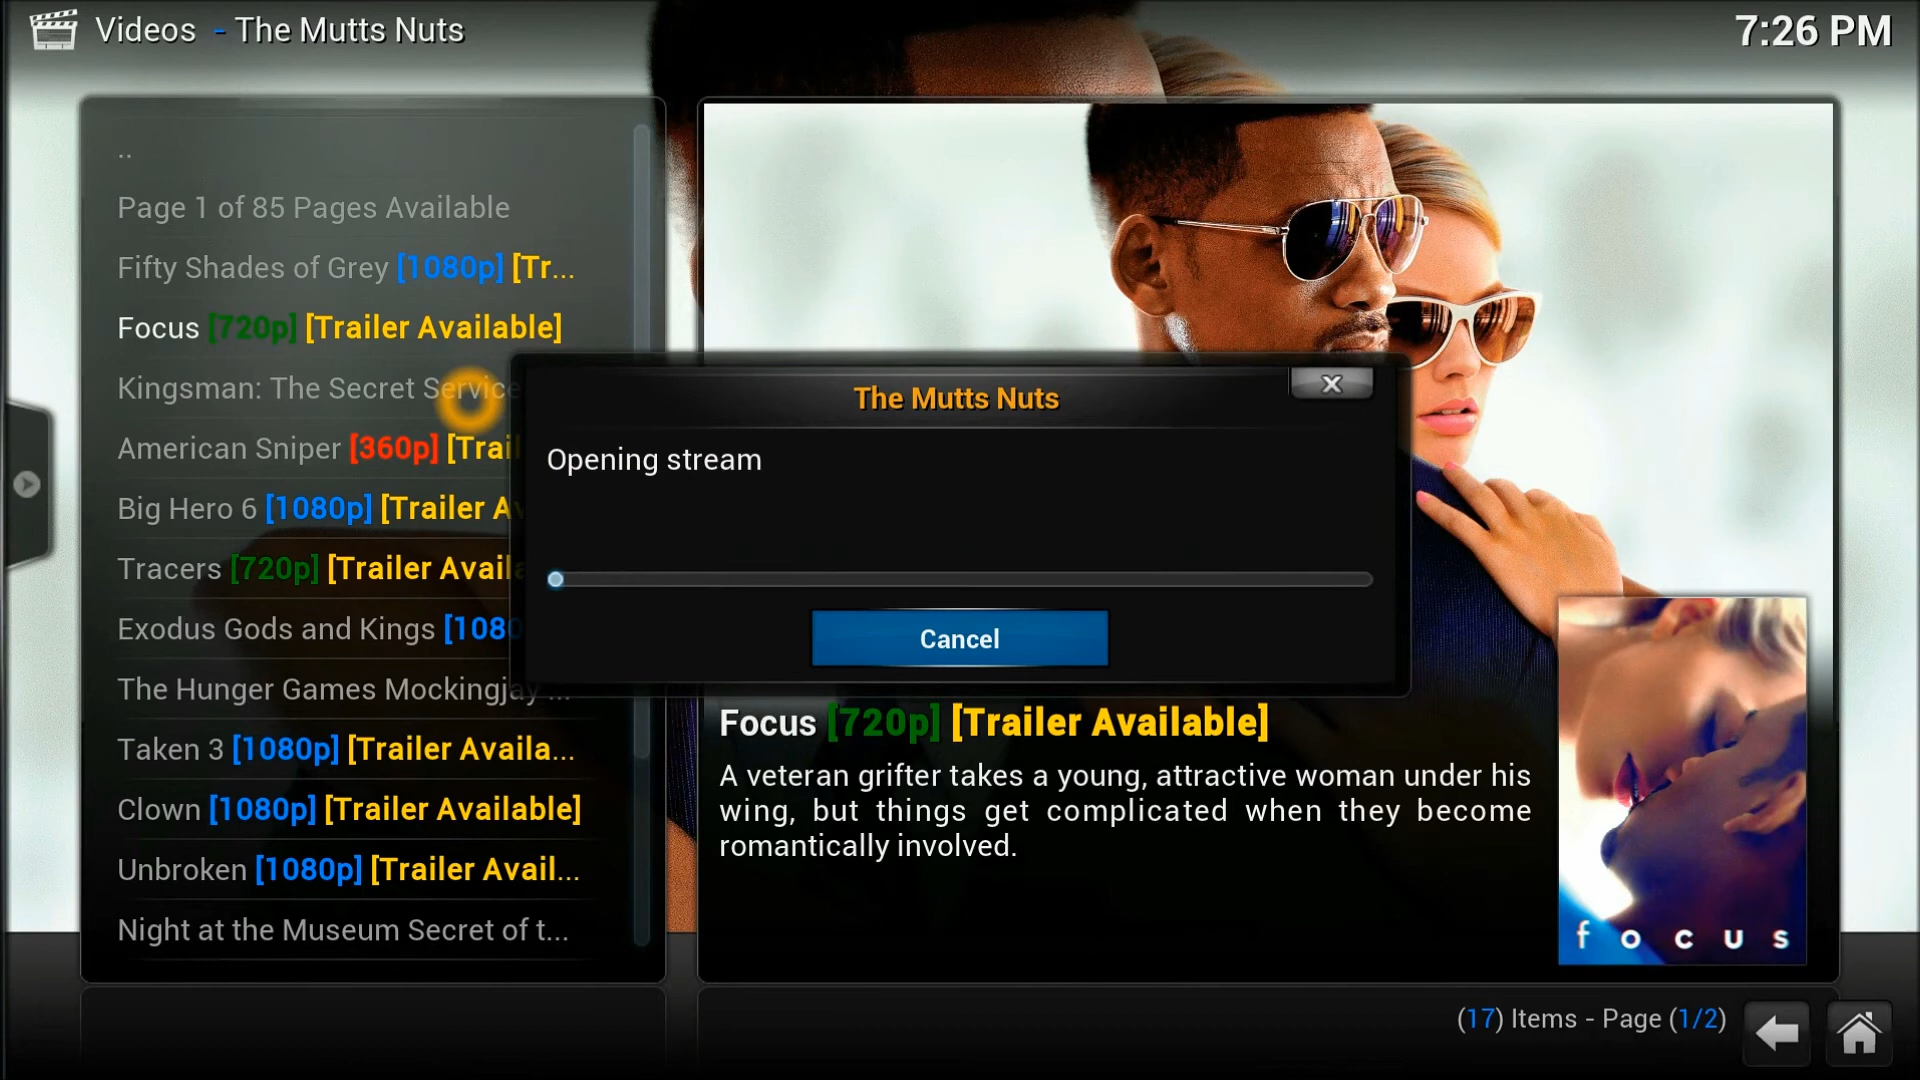 Videos - The Mutts Nuts
7:26 PM
..
Page 1 of 85 Pages Available
Fifty Shades of Grey [1080p] [Tr...
Focus [720p] [Trailer Available]
Kingsman: The Secret Service
American Sniper [360p] [Trail
Big Hero 6 [1080p] [Trailer Av
Tracers [720p] [Trailer Availa
Exodus Gods and Kings [1080
The Hunger Games Mockingjay ...
Taken 3 [1080p] [Trailer Availa...
Clown [1080p] [Trailer Available]
Unbroken [1080p] [Trailer Avail...
Night at the Museum Secret of t...
The Mutts Nuts
X
Opening stream
Cancel
Focus [720p] [Trailer Available]
A veteran grifter takes a young, attractive woman under his
wing, but things get complicated when they become
romantically involved.
focus
(17) Items - Page (1/2)